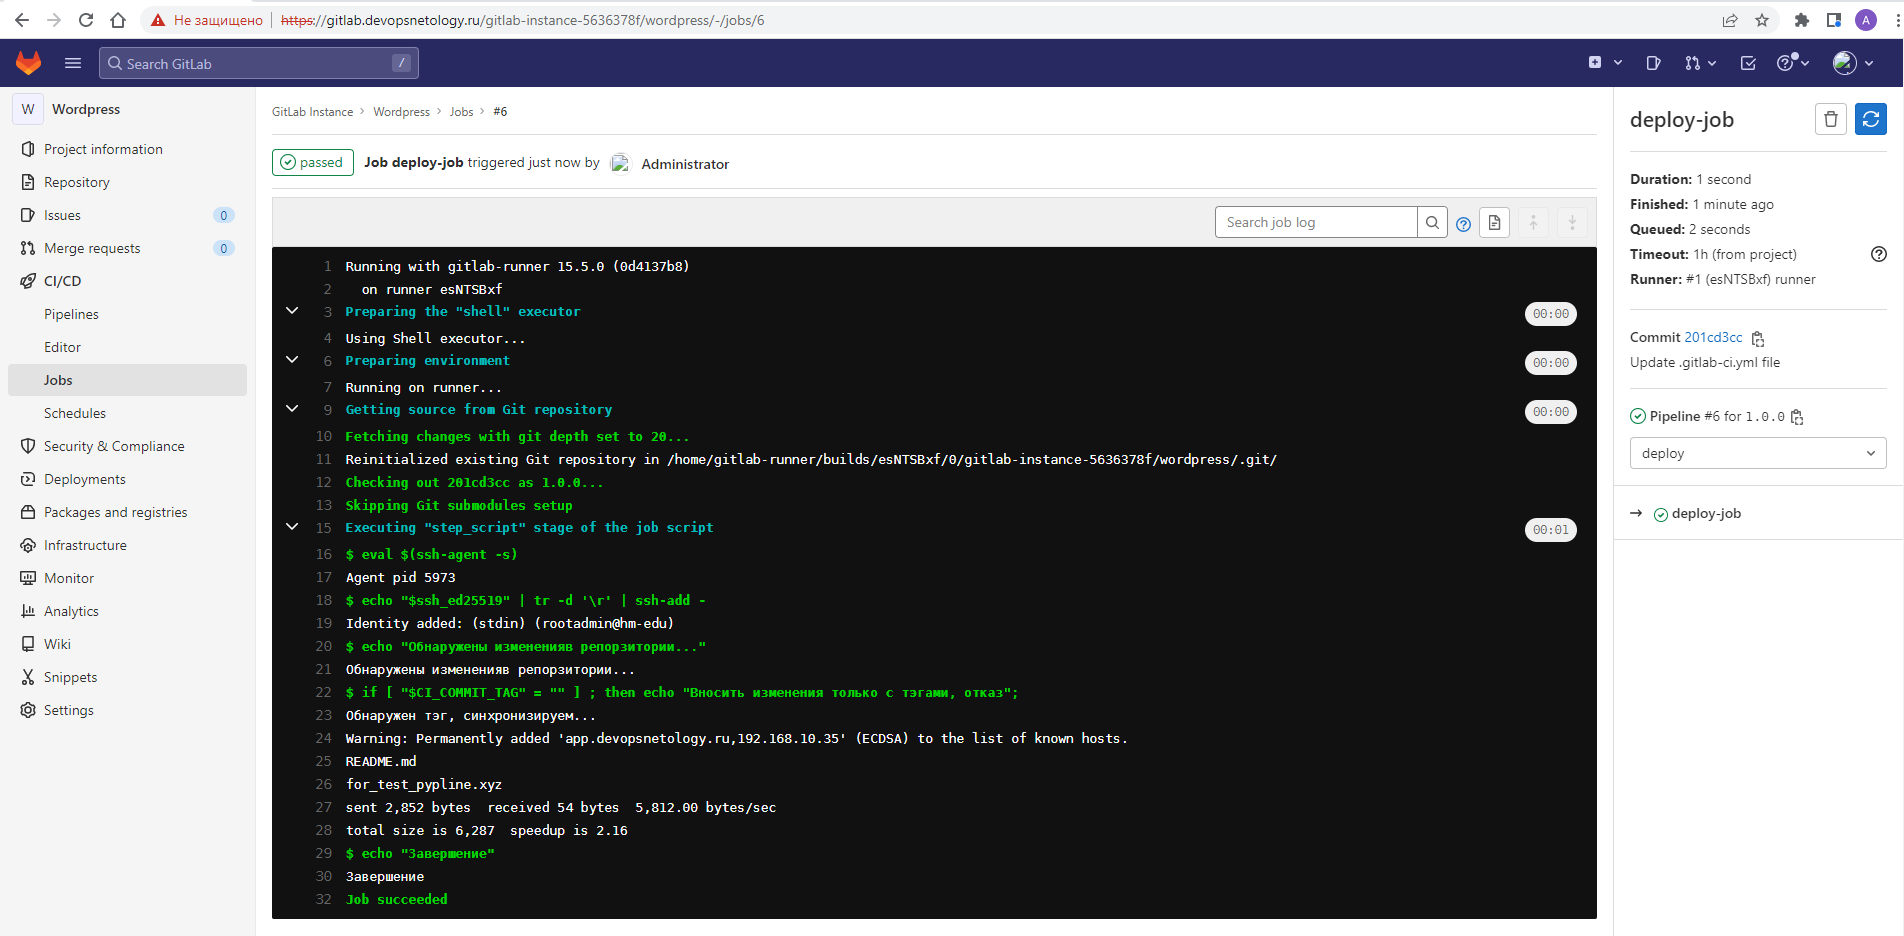 Не защищено https://gitlab.devopsnetology.ru/gitlab-instance-5636378f/wordpress/-/jobs/6
A
Search GitLab /
W Wordpress
Project information
Repository
Issues 0
Merge requests 0
CI/CD
Pipelines
Editor
Jobs
Schedules
Security & Compliance
Deployments
Packages and registries
Infrastructure
Monitor
Analytics
Wiki
Snippets
Settings
GitLab Instance Wordpress Jobs #6
passed Job deploy-job triggered just now by Administrator
Search job log
1 Running with gitlab-runner 15.5.0 (0d4137b8)
2 on runner esNTSBxf
3 Preparing the "shell" executor 00:00
4 Using Shell executor...
6 Preparing environment 00:00
7 Running on runner...
9 Getting source from Git repository 00:00
10 Fetching changes with git depth set to 20...
11 Reinitialized existing Git repository in /home/gitlab-runner/builds/esNTSBxf/0/gitlab-instance-5636378f/wordpress/.git/
12 Checking out 201cd3cc as 1.0.0...
13 Skipping Git submodules setup
15 Executing "step_script" stage of the job script 00:01
16 $ eval $(ssh-agent -s)
17 Agent pid 5973
18 $ echo "$ssh_ed25519" | tr -d '\r' | ssh-add -
19 Identity added: (stdin) (rootadmin@hm-edu)
20 $ echo "Обнаружены измененияв репорзитории..."
21 Обнаружены измененияв репорзитории...
22 $ if [ "$CI_COMMIT_TAG" = "" ] ; then echo "Вносить изменения только с тэгами, отказ";
23 Обнаружен тэг, синхронизируем...
24 Warning: Permanently added 'app.devopsnetology.ru,192.168.10.35' (ECDSA) to the list of known hosts.
25 README.md
26 for_test_pypline.xyz
27 sent 2,852 bytes received 54 bytes 5,812.00 bytes/sec
28 total size is 6,287 speedup is 2.16
29 $ echo "Завершение"
30 Завершение
32 Job succeeded
deploy-job
Duration: 1 second
Finished: 1 minute ago
Queued: 2 seconds
Timeout: 1h (from project)
Runner: #1 (esNTSBxf) runner
Commit 201cd3cc
Update .gitlab-ci.yml file
Pipeline #6 for 1.0.0
deploy
deploy-job